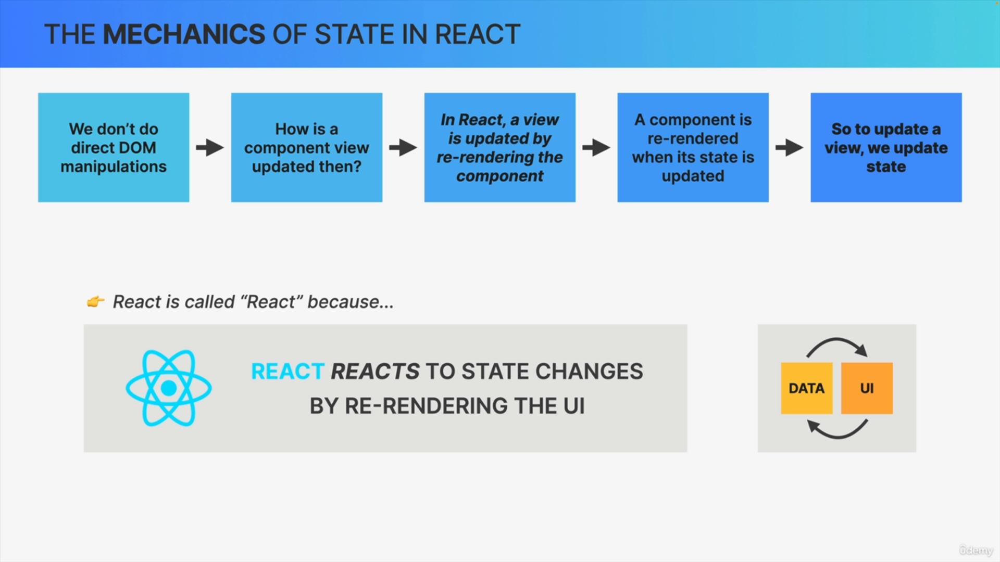 THE MECHANICS OF STATE IN REACT
We don’t do
direct DOM
manipulations
How is a
component view
updated then?
In React, a view
is updated by
re-rendering the
component
A component is
re-rendered
when its state is
updated
So to update a
view, we update
state
👉 React is called “React” because...
REACT REACTS TO STATE CHANGES
BY RE-RENDERING THE UI
DATA
UI
ûdemy